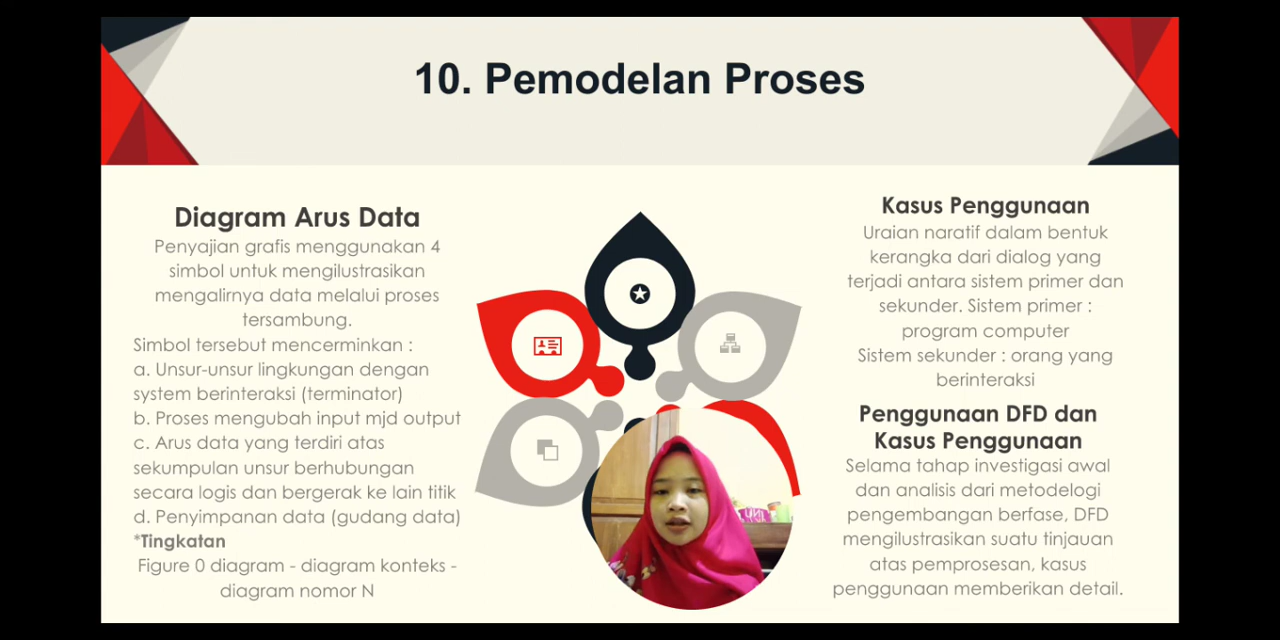 10. Pemodelan Proses
Diagram Arus Data
Penyajian grafis menggunakan 4
simbol untuk mengilustrasikan
mengalirnya data melalui proses
tersambung.
Simbol tersebut mencerminkan :
a. Unsur-unsur lingkungan dengan
system berinteraksi (terminator)
b. Proses mengubah input mjd output
c. Arus data yang terdiri atas
sekumpulan unsur berhubungan
secara logis dan bergerak ke lain titik
d. Penyimpanan data (gudang data)
*Tingkatan
Figure 0 diagram - diagram konteks -
diagram nomor N
Kasus Penggunaan
Uraian naratif dalam bentuk
kerangka dari dialog yang
terjadi antara sistem primer dan
sekunder. Sistem primer :
program computer
Sistem sekunder : orang yang
berinteraksi
Penggunaan DFD dan
Kasus Penggunaan
Selama tahap investigasi awal
dan analisis dari metodelogi
pengembangan berfase, DFD
mengilustrasikan suatu tinjauan
atas pemprosesan, kasus
penggunaan memberikan detail.